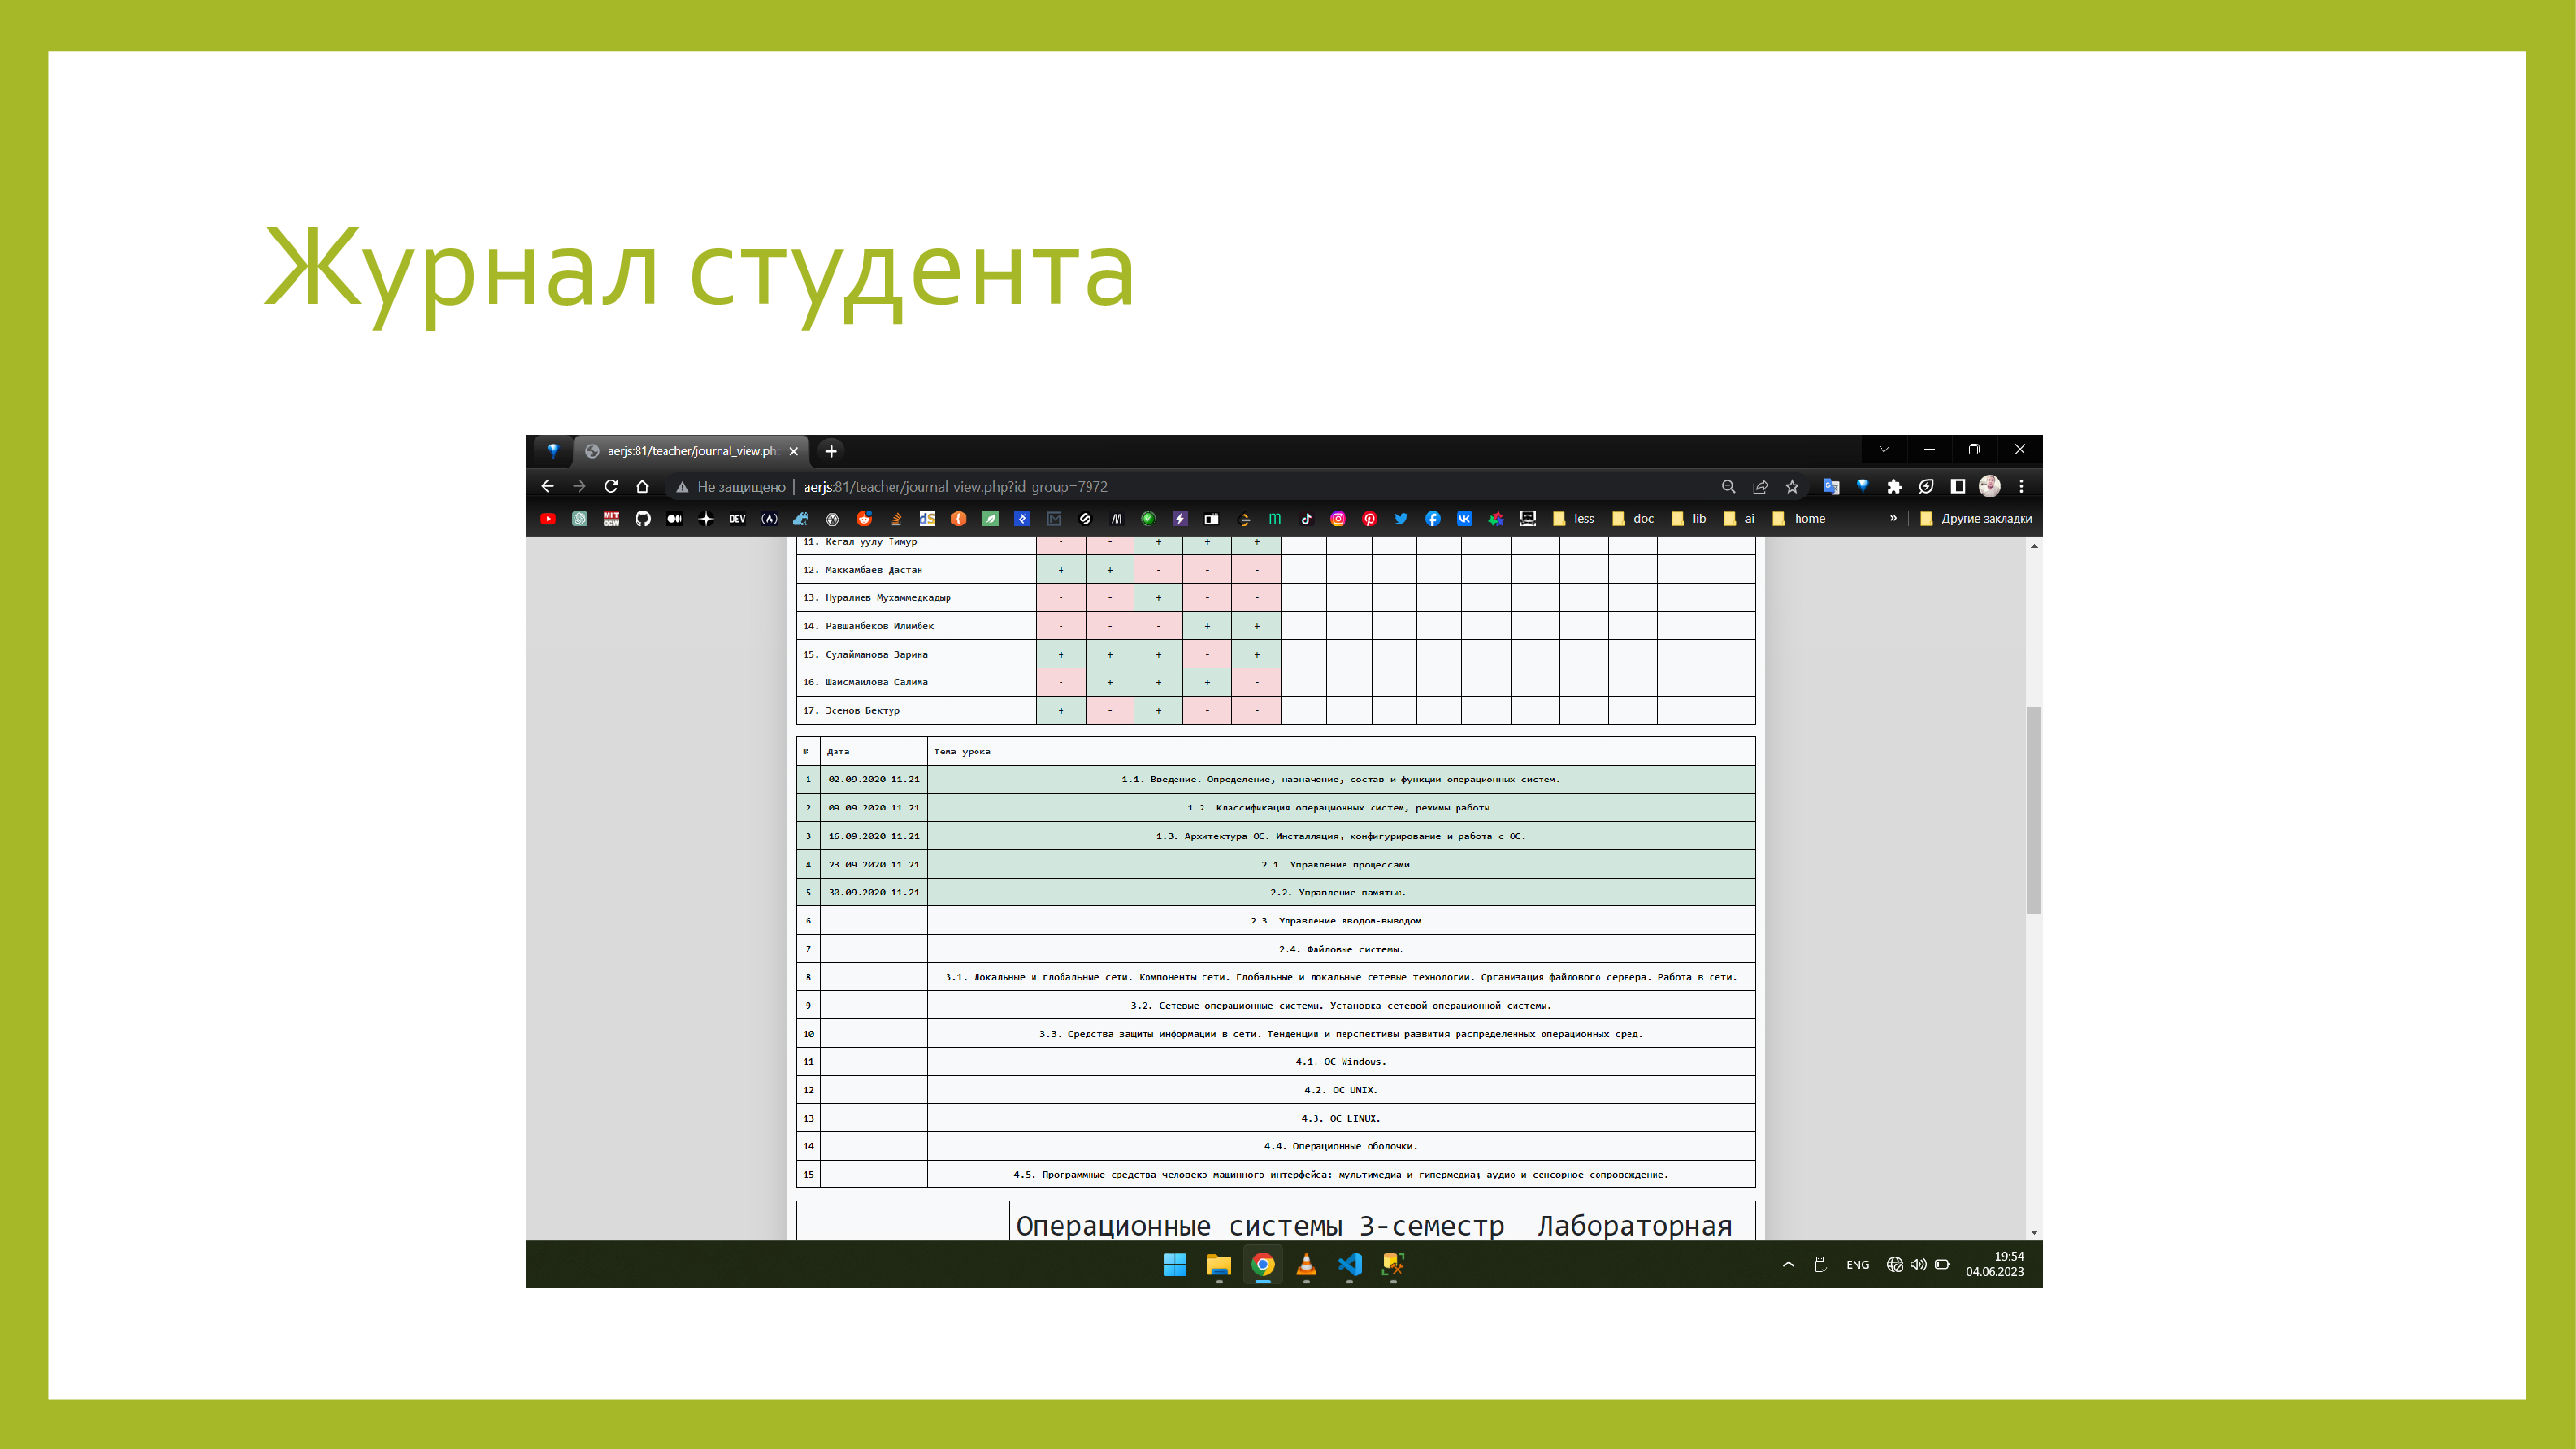 Журнал студента
aerjs:81/teacher/journal_view.php
Не защищено | aerjs:81/teacher/journal_view.php?id_group=7972
less doc lib ai home » Другие закладки
11. Кегал уулу Тимур - - + + +
12. Маккамбаев Дастан + + - - -
13. Нуралиев Мухаммедкадыр - - + - -
14. Равшанбеков Илимбек - - - + +
15. Сулайманова Зарина + + + - +
16. Шаисмаилова Салима - + + + -
17. Эсенов Бектур + - + - -
№ Дата Тема урока
1 02.09.2020 11.21 1.1. Введение. Определение, назначение, состав и функции операционных систем.
2 09.09.2020 11.21 1.2. Классификация операционных систем, режимы работы.
3 16.09.2020 11.21 1.3. Архитектура ОС. Инсталляция, конфигурирование и работа с ОС.
4 23.09.2020 11.21 2.1. Управление процессами.
5 30.09.2020 11.21 2.2. Управление памятью.
6 2.3. Управление вводом-выводом.
7 2.4. Файловые системы.
8 3.1. Локальные и глобальные сети. Компоненты сети. Глобальные и локальные сетевые технологии. Организация файлового сервера. Работа в сети.
9 3.2. Сетевые операционные системы. Установка сетевой операционной системы.
10 3.3. Средства защиты информации в сети. Тенденции и перспективы развития распределенных операционных сред.
11 4.1. ОС Windows.
12 4.2. ОС UNIX.
13 4.3. ОС LINUX.
14 4.4. Операционные оболочки.
15 4.5. Программные средства человеко машинного интерфейса: мультимедиа и гипермедиа; аудио и сенсорное сопровождение.
Операционные системы 3-семестр Лабораторная
ENG 19:54
04.06.2023